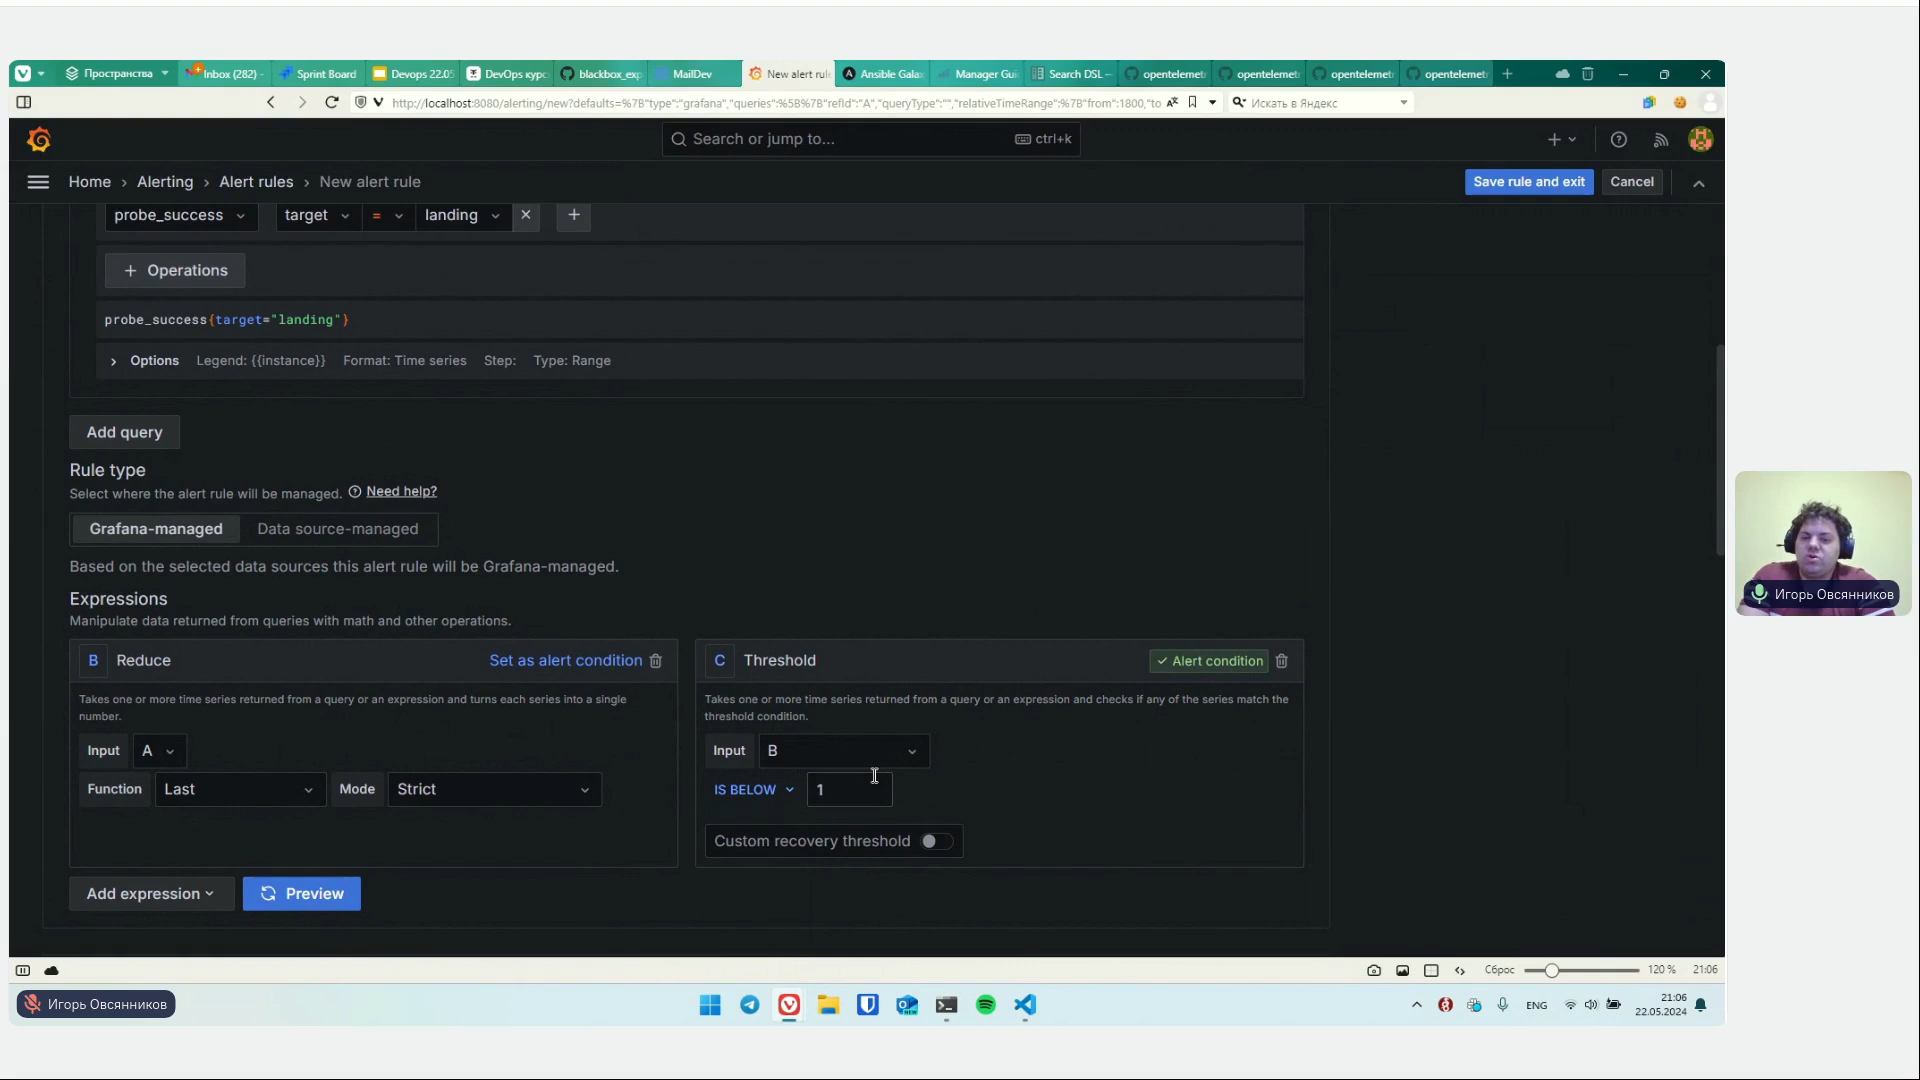 Пространства
Inbox (282) -
Sprint Board
Devops 22.05
DevOps курс
blackbox_exp
MailDev
New alert rule
Ansible Gala
Manager Gui
Search DSL –
opentelemet
opentelemet
opentelemet
opentelemet
http://localhost:8080/alerting/new?defaults=%7B"type":"grafana","queries":%5B%7B"refId":"A","queryType":"","relativeTimeRange":%7B"from":1800,"to
Искать в Яндекс
Search or jump to...
ctrl+k
Home › Alerting › Alert rules › New alert rule
Save rule and exit
Cancel
probe_success target = landing
+ Operations
probe_success{target="landing"}
Options Legend: {{instance}} Format: Time series Step: Type: Range
Add query
Rule type
Select where the alert rule will be managed. Need help?
Grafana-managed Data source-managed
Based on the selected data sources this alert rule will be Grafana-managed.
Expressions
Manipulate data returned from queries with math and other operations.
B Reduce Set as alert condition
Takes one or more time series returned from a query or an expression and turns each series into a single
number.
Input A
Function Last Mode Strict
C Threshold Alert condition
Takes one or more time series returned from a query or an expression and checks if any of the series match the
threshold condition.
Input B
IS BELOW 1
Custom recovery threshold
Add expression
Preview
Сброс 120 % 21:06
Игорь Овсянников
Игорь Овсянников
ENG
21:06
22.05.2024